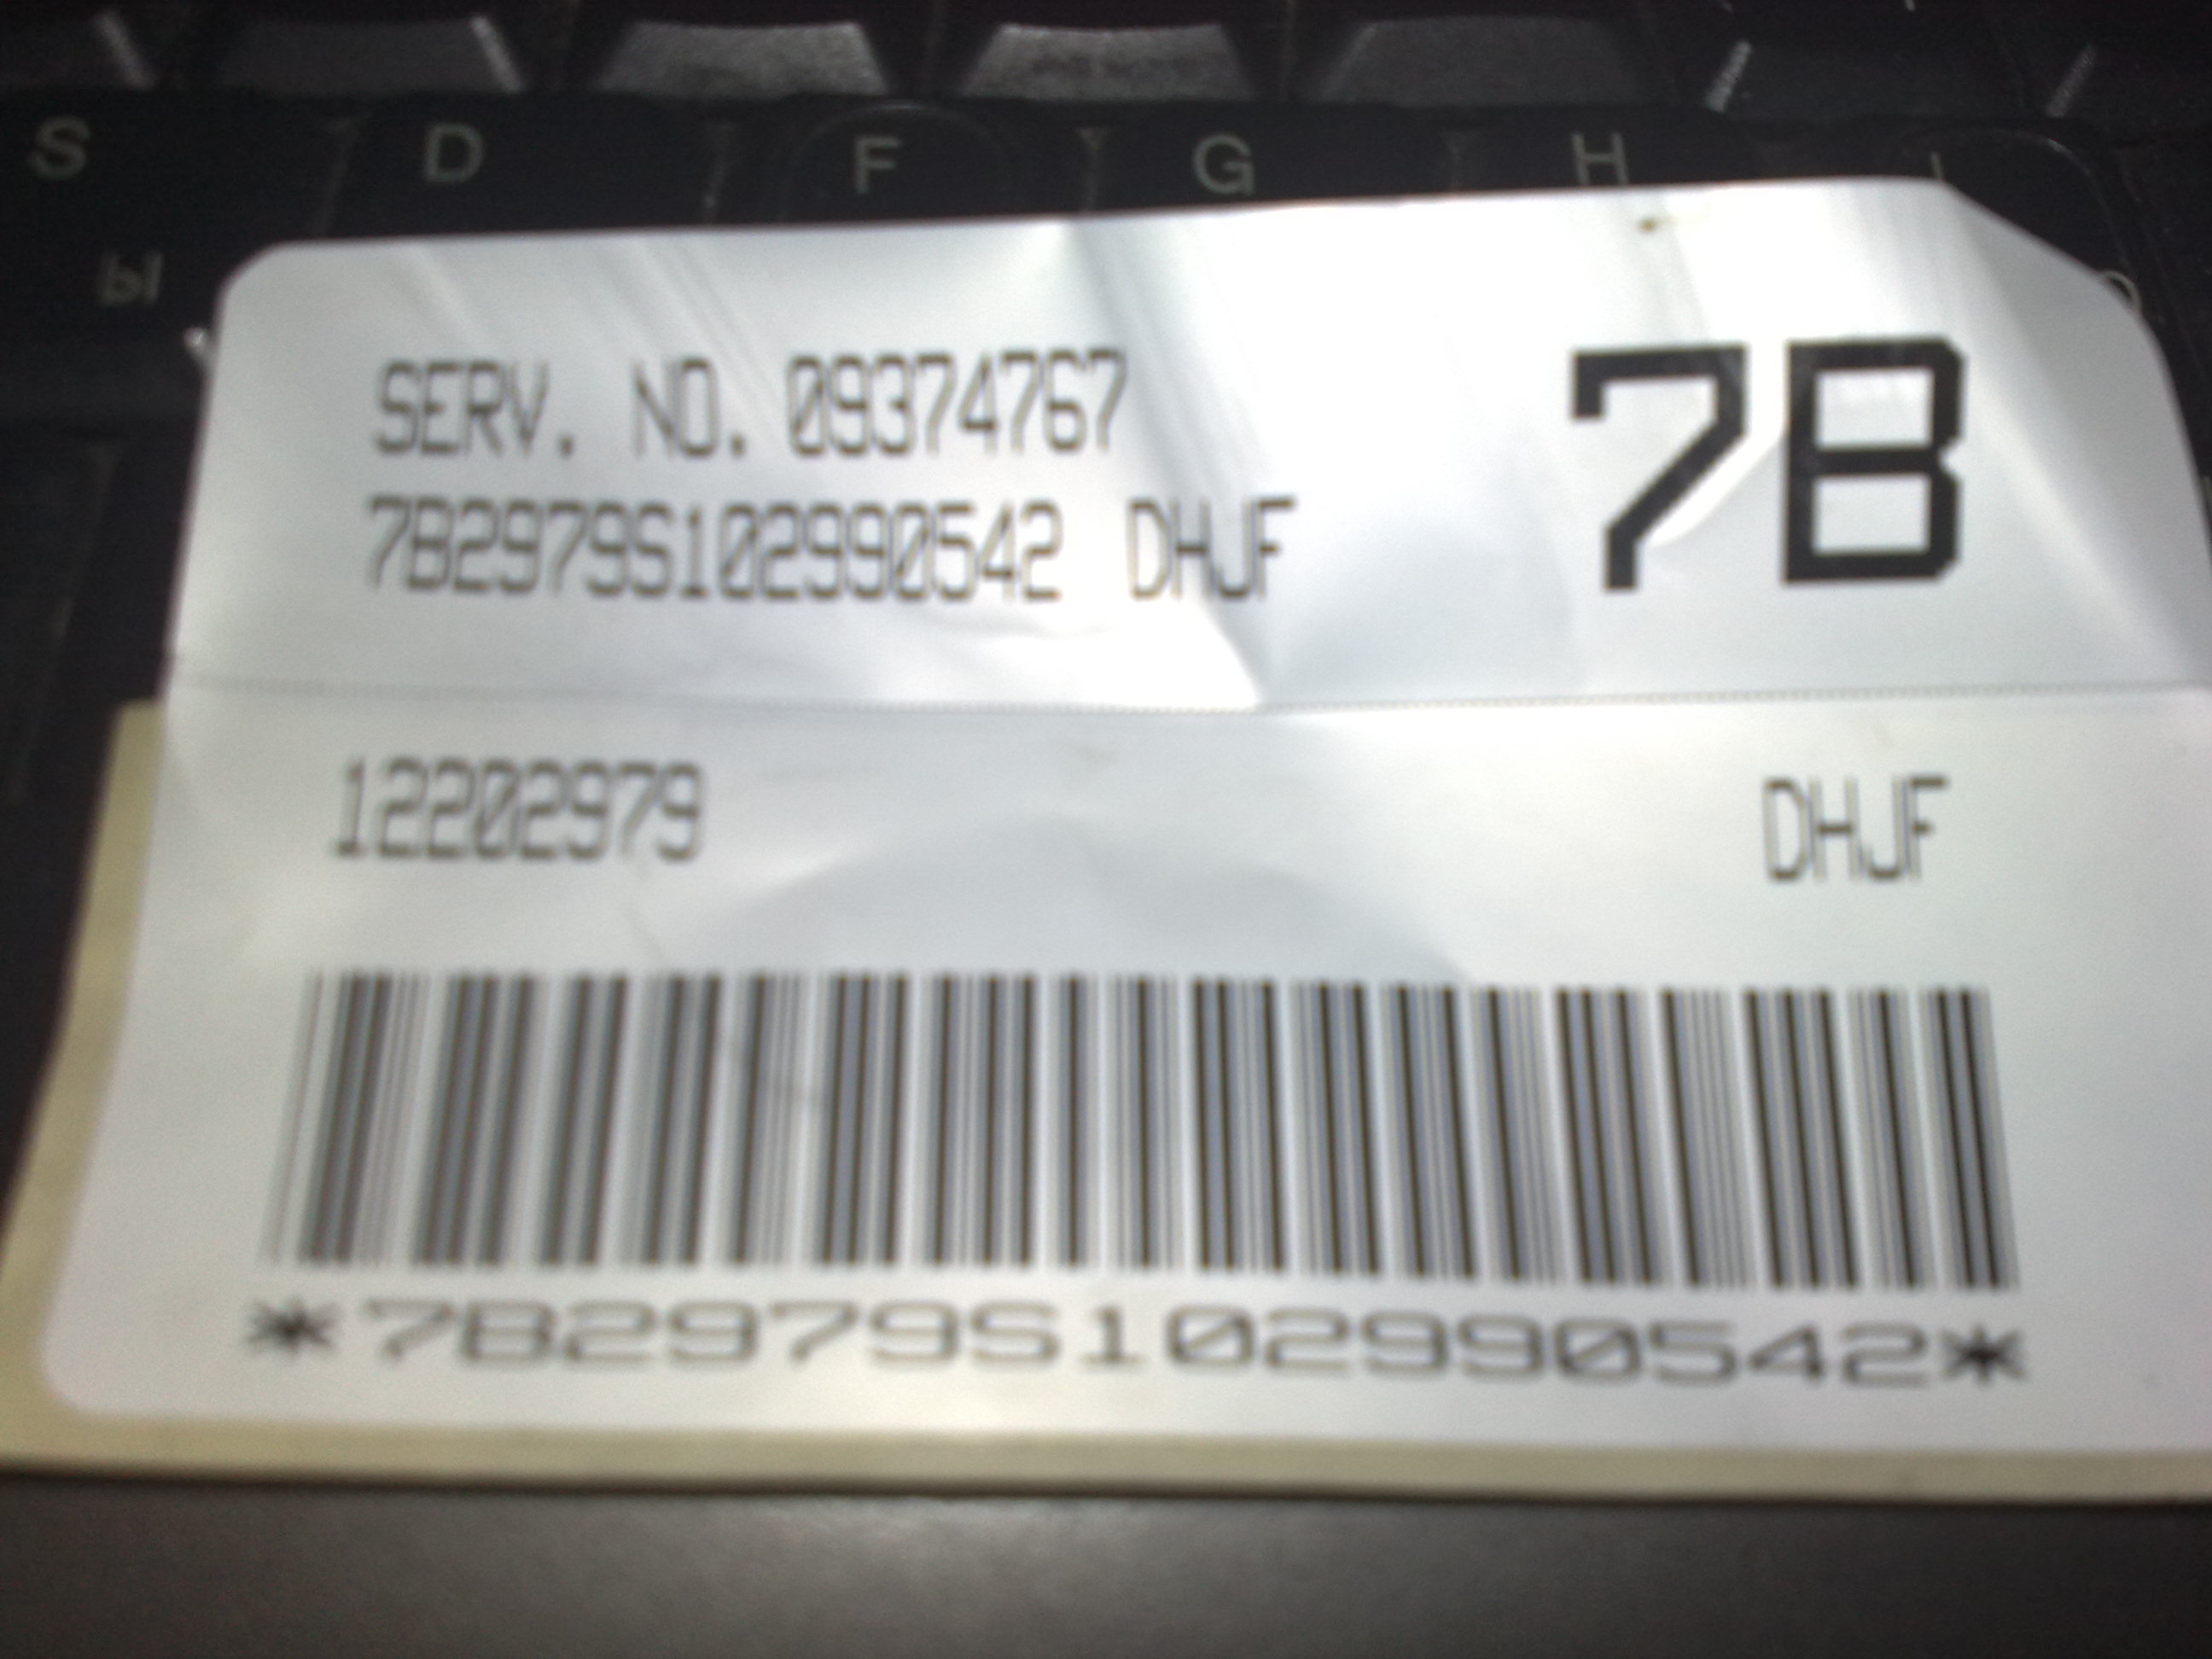 S D F G H
Ы
SERV. NO. 09374767
7B
7B2979S102990542 DHJF
12202979 DHJF
*7B2979S102990542*